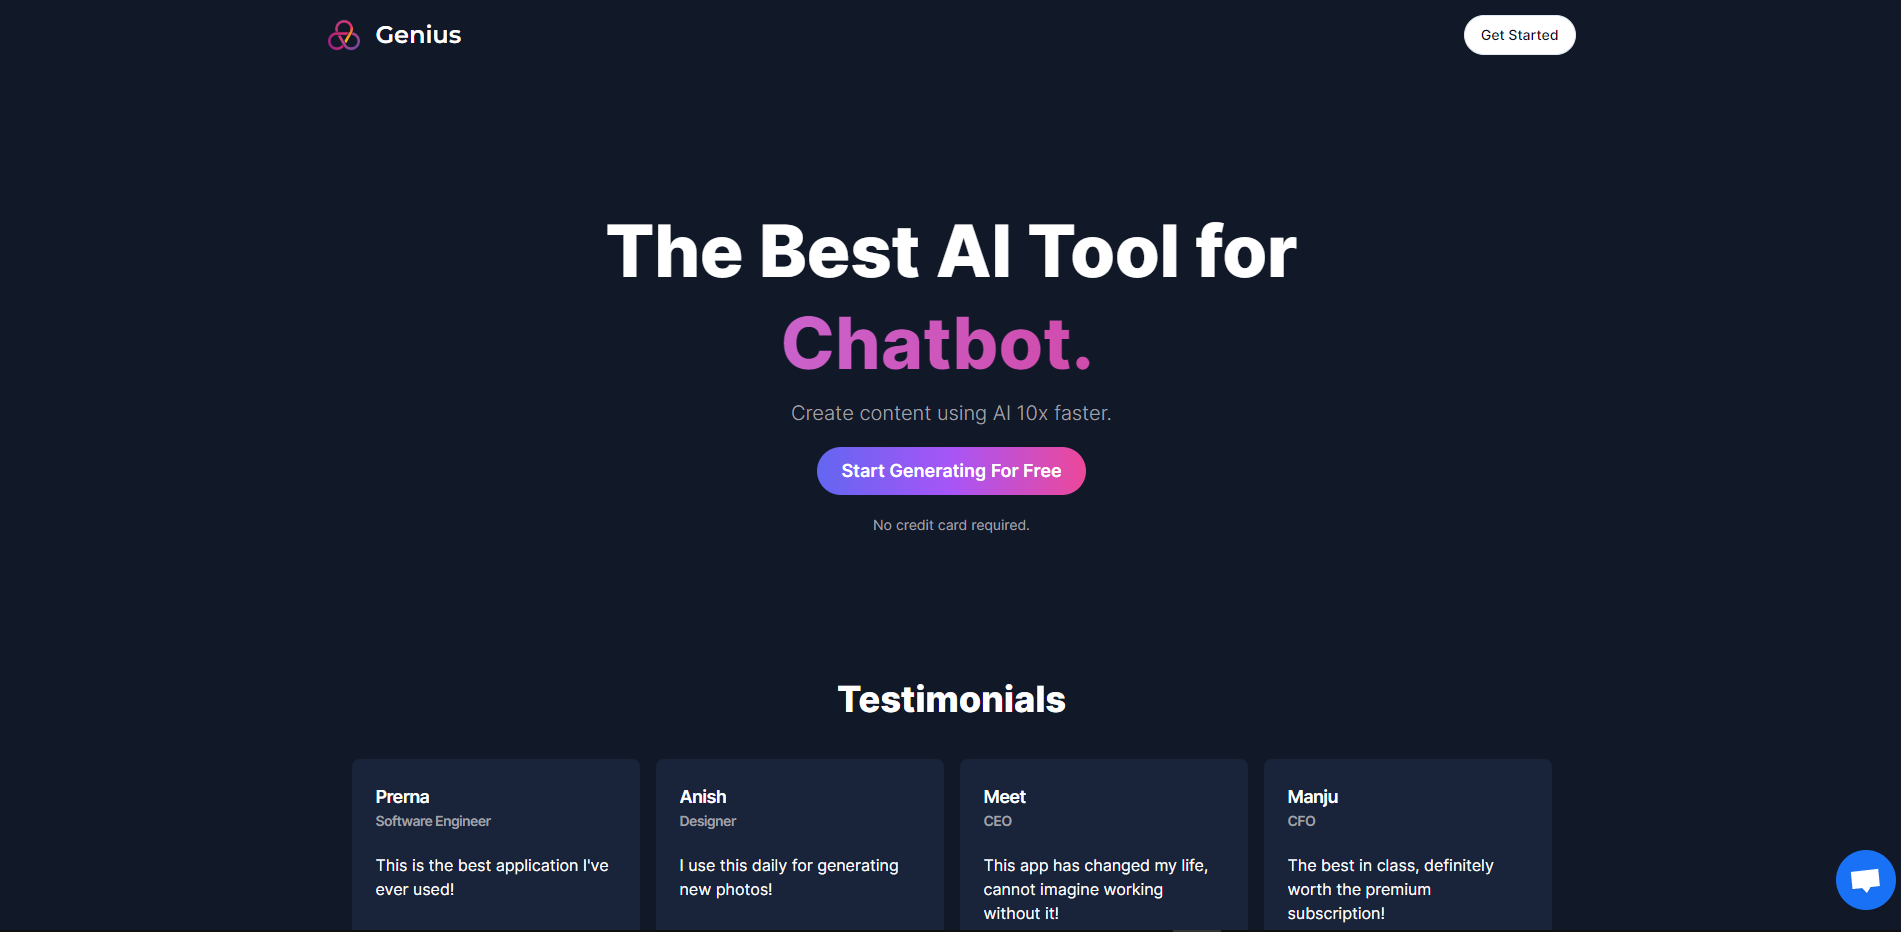 Genius
Get Started
The Best AI Tool for
Chatbot.
Create content using AI 10x faster.
Start Generating For Free
No credit card required.
Testimonials
Prerna
Software Engineer
This is the best application I've
ever used!
Anish
Designer
I use this daily for generating
new photos!
Meet
CEO
This app has changed my life,
cannot imagine working
without it!
Manju
CFO
The best in class, definitely
worth the premium
subscription!